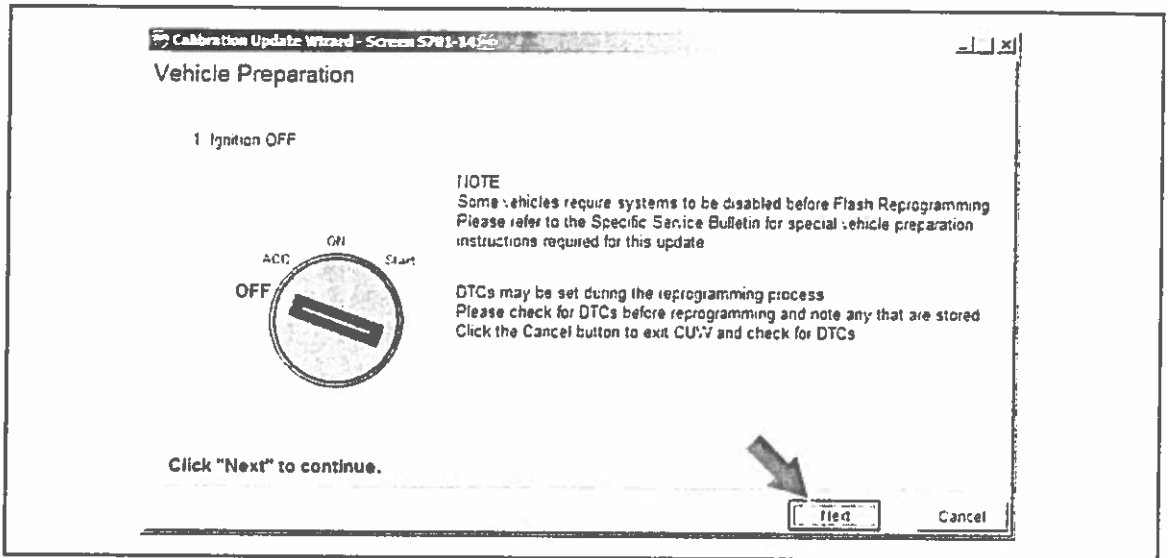 Calibration Update Wizard - Screen S701-14
Vehicle Preparation
1 Ignition OFF
NOTE
Some vehicles require systems to be disabled before Flash Reprogramming
Please refer to the Specific Service Bulletin for special vehicle preparation
instructions required for this update
ON
ACC
Start
OFF
DTCs may be set during the reprogramming process
Please check for DTCs before reprogramming and note any that are stored
Click the Cancel button to exit CUW and check for DTCs
Click "Next" to continue.
Next
Cancel